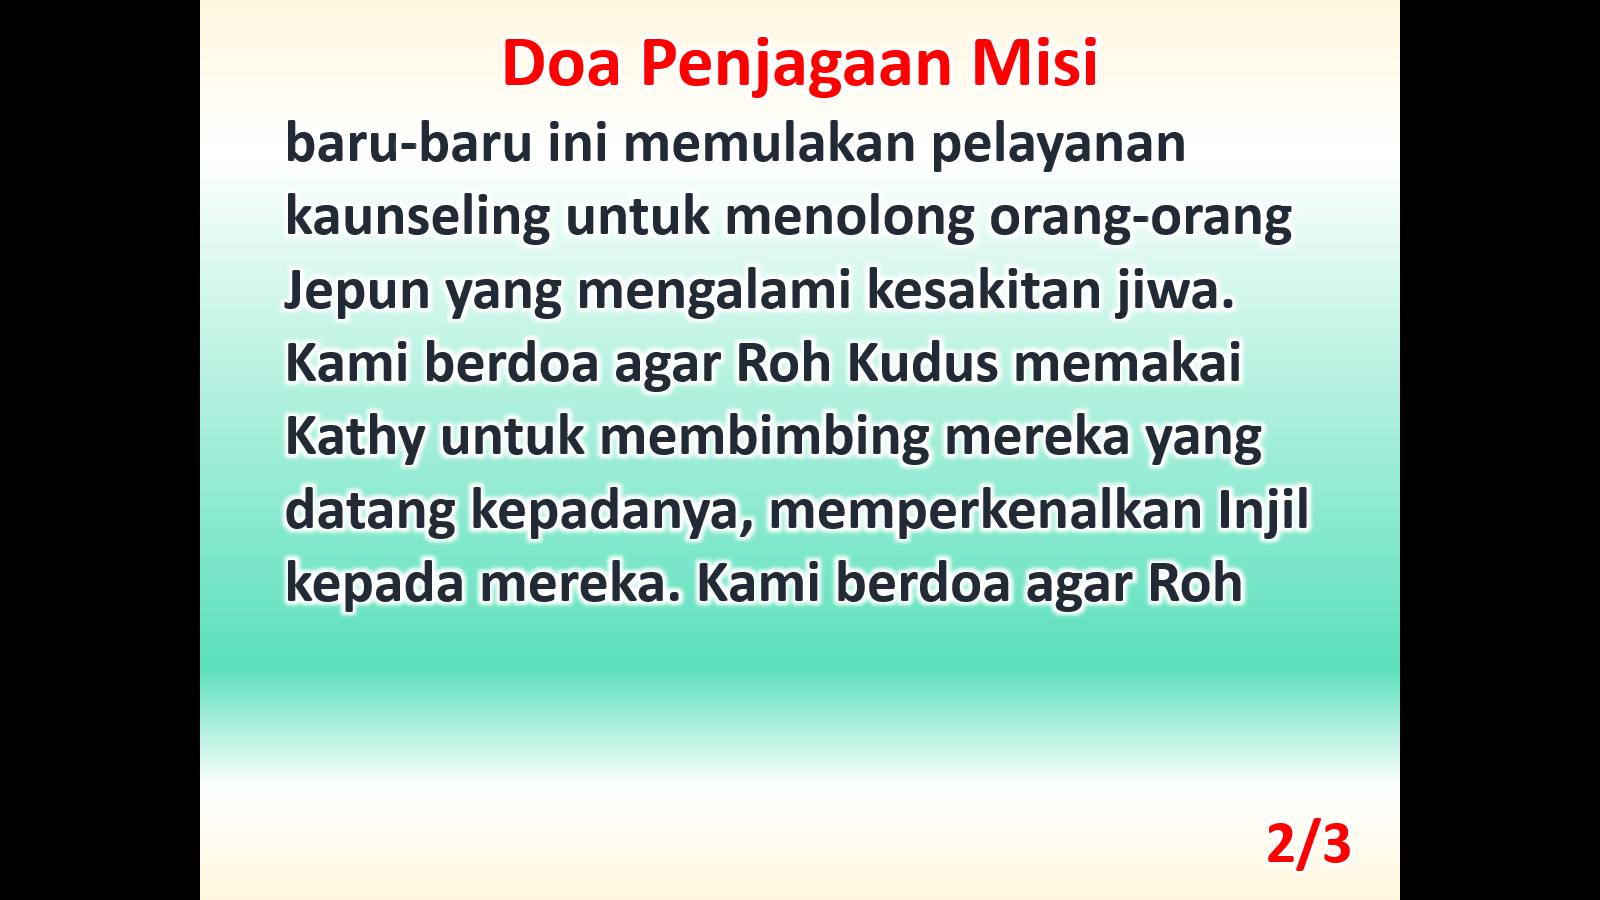 Doa Penjagaan Misi
baru-baru ini memulakan pelayanan
kaunseling untuk menolong orang-orang
Jepun yang mengalami kesakitan jiwa.
Kami berdoa agar Roh Kudus memakai
Kathy untuk membimbing mereka yang
datang kepadanya, memperkenalkan Injil
kepada mereka. Kami berdoa agar Roh
2/3